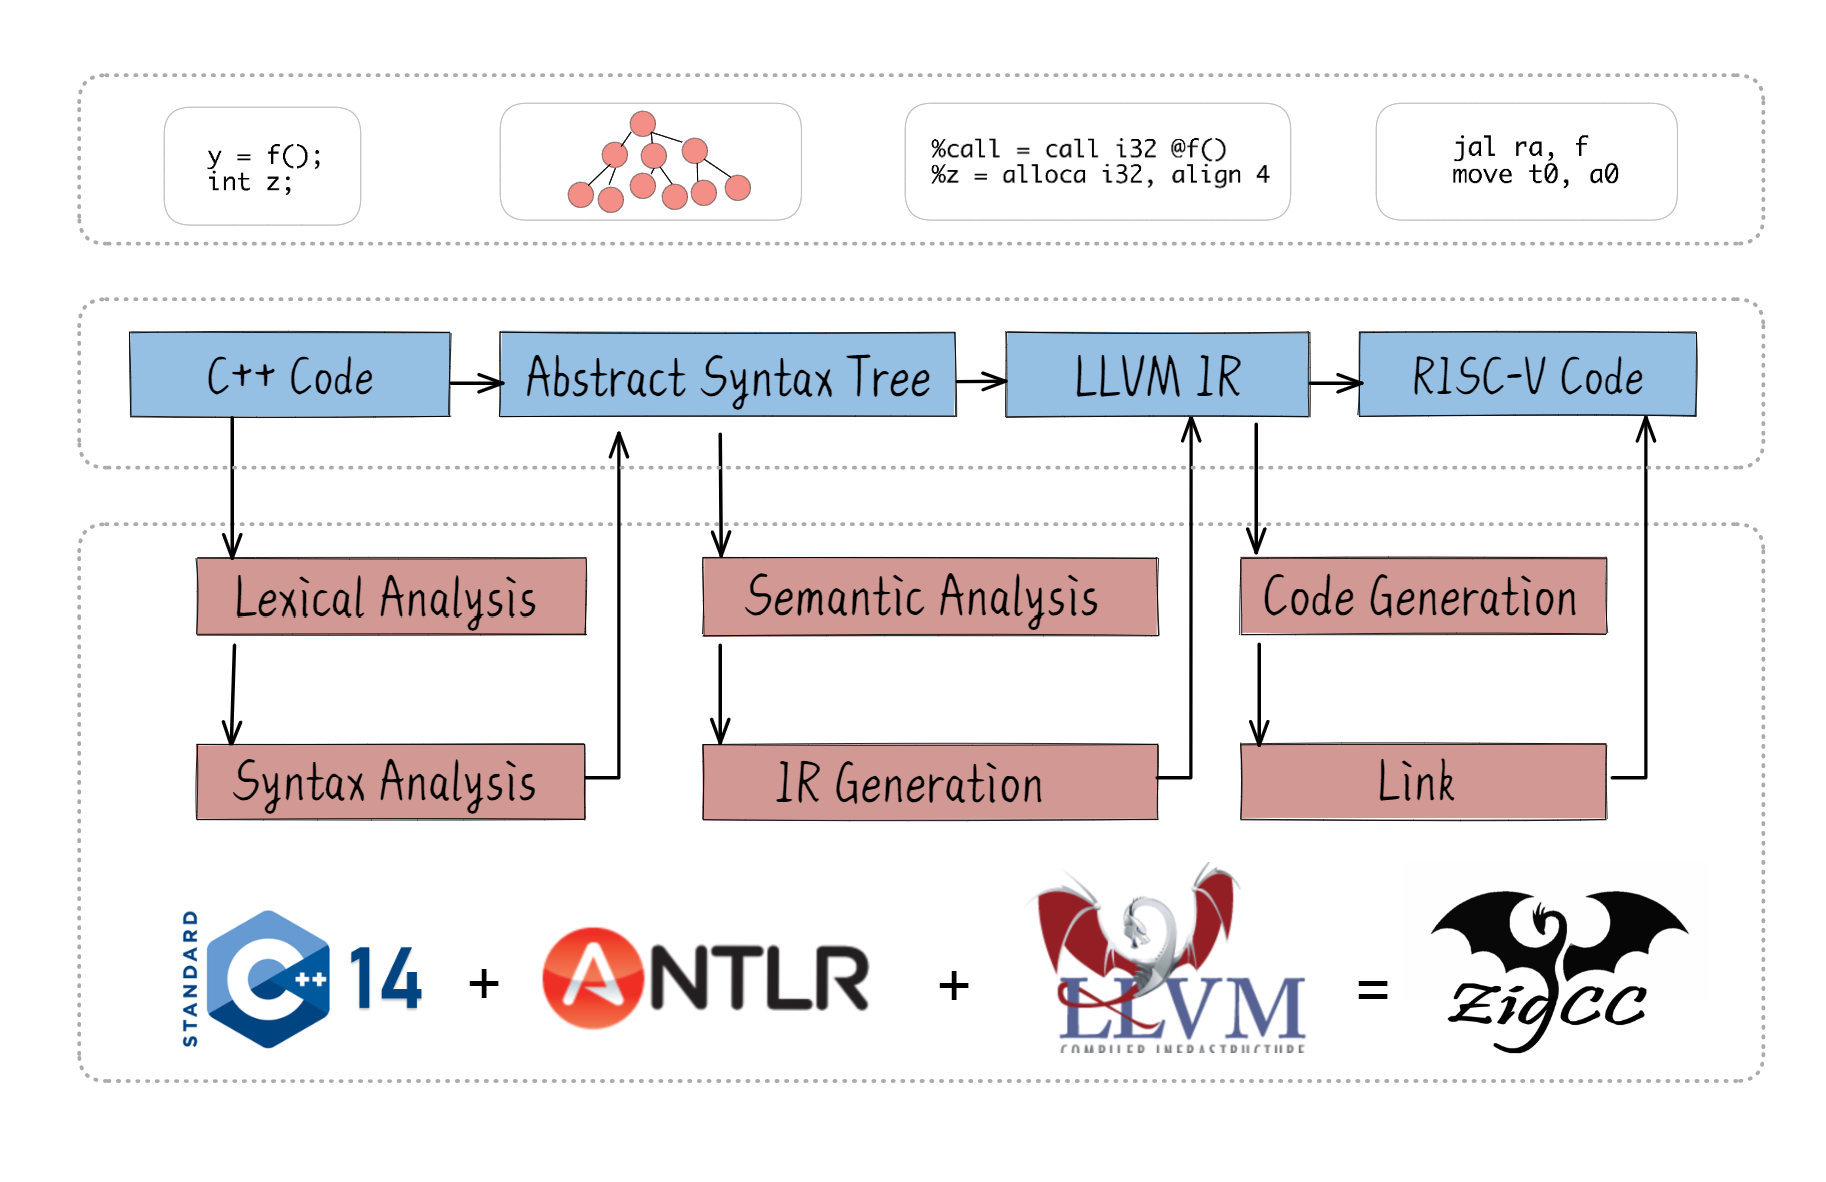 y = f();
int z;
%call = call i32 @f()
%z = alloca i32, align 4
jal ra, f
move t0, a0
C++ Code
Abstract Syntax Tree
LLVM IR
RISC-V Code
Lexical Analysis
Semantic Analysis
Code Generation
Syntax Analysis
IR Generation
Link
STANDARD
C++ 14
+
ANTLR
+
LLVM
COMPILER INFRASTRUCTURE
=
ZigCC